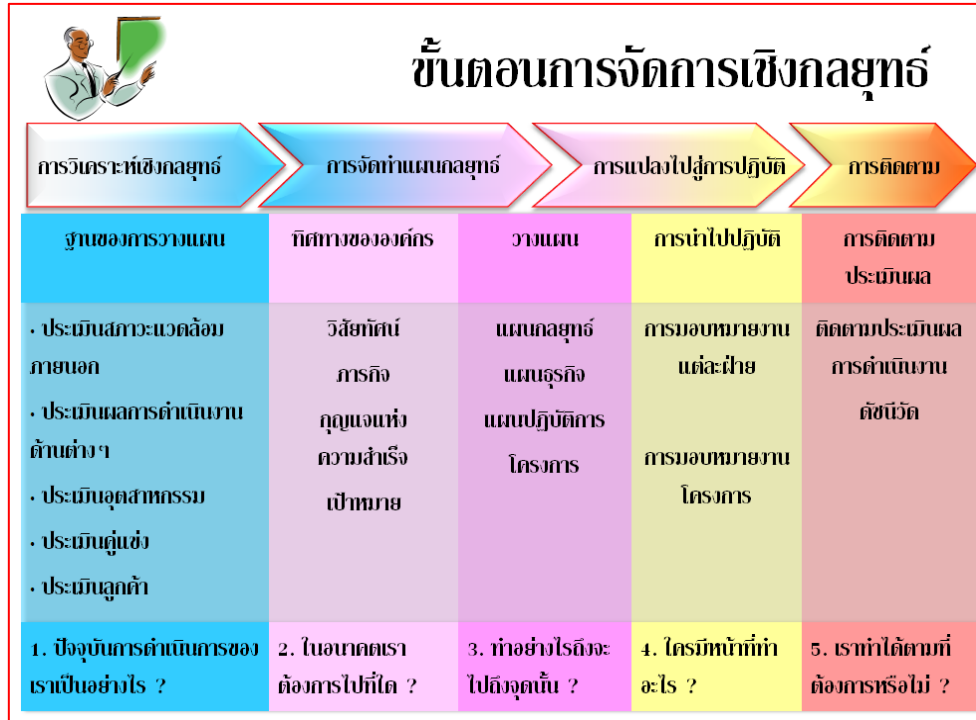 ขั้นตอนการจัดการเชิงกลยุทธ์
การวิเคราะห์เชิงกลยุทธ์
การจัดทำแผนกลยุทธ์
การแปลงไปสู่การปฏิบัติ
การติดตาม
ฐานของการวางแผน
ทิศทางขององค์กร
วางแผน
การนำไปปฏิบัติ
การติดตาม
ประเมินผล
· ประเมินสภาวะแวดล้อม
ภายนอก
· ประเมินผลการดำเนินงาน
ด้านต่างๆ
· ประเมินอุตสาหกรรม
· ประเมินคู่แข่ง
· ประเมินลูกค้า
วิสัยทัศน์
ภารกิจ
กุญแจแห่ง
ความสำเร็จ
เป้าหมาย
แผนกลยุทธ์
แผนธุรกิจ
แผนปฏิบัติการ
โครงการ
การมอบหมายงาน
แต่ละฝ่าย
การมอบหมายงาน
โครงการ
ติดตามประเมินผล
การดำเนินงาน
ดัชนีวัด
1. ปัจจุบันการดำเนินการของ
เราเป็นอย่างไร ?
2. ในอนาคตเรา
ต้องการไปที่ใด ?
3. ทำอย่างไรถึงจะ
ไปถึงจุดนั้น ?
4. ใครมีหน้าที่ทำ
อะไร ?
5. เราทำได้ตามที่
ต้องการหรือไม่ ?